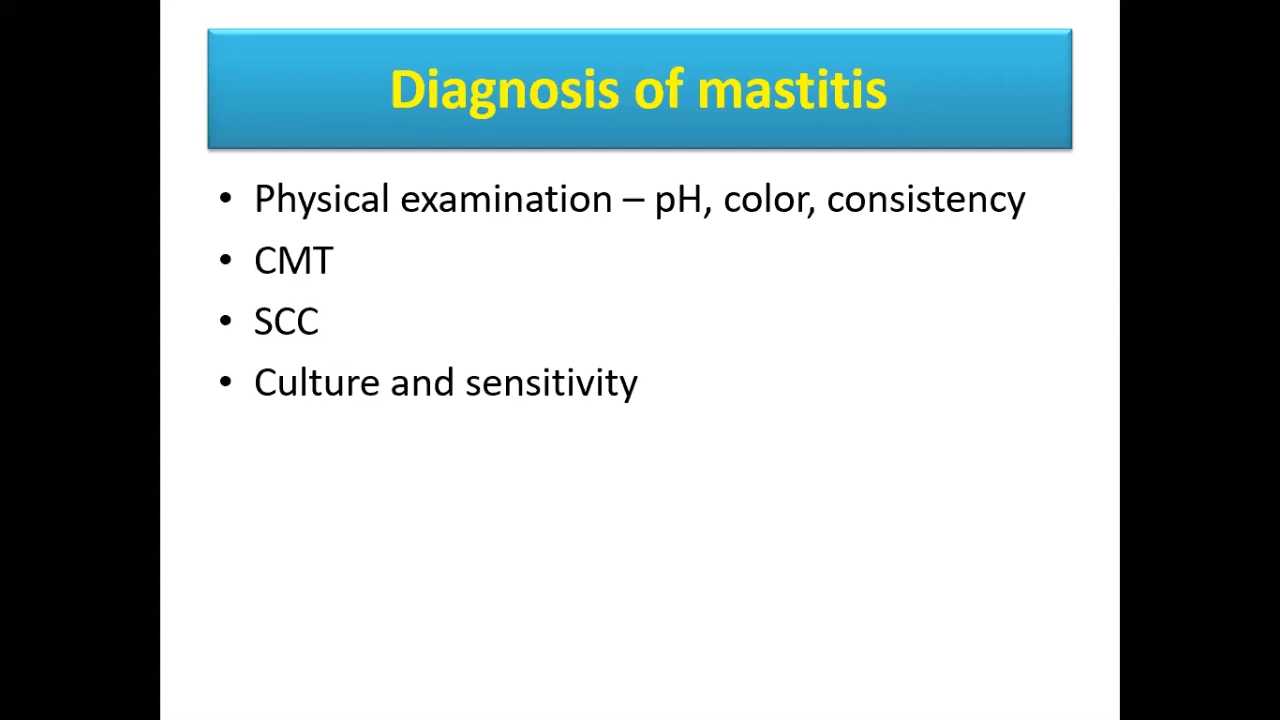 Diagnosis of mastitis
• Physical examination – pH, color, consistency
• CMT
• SCC
• Culture and sensitivity